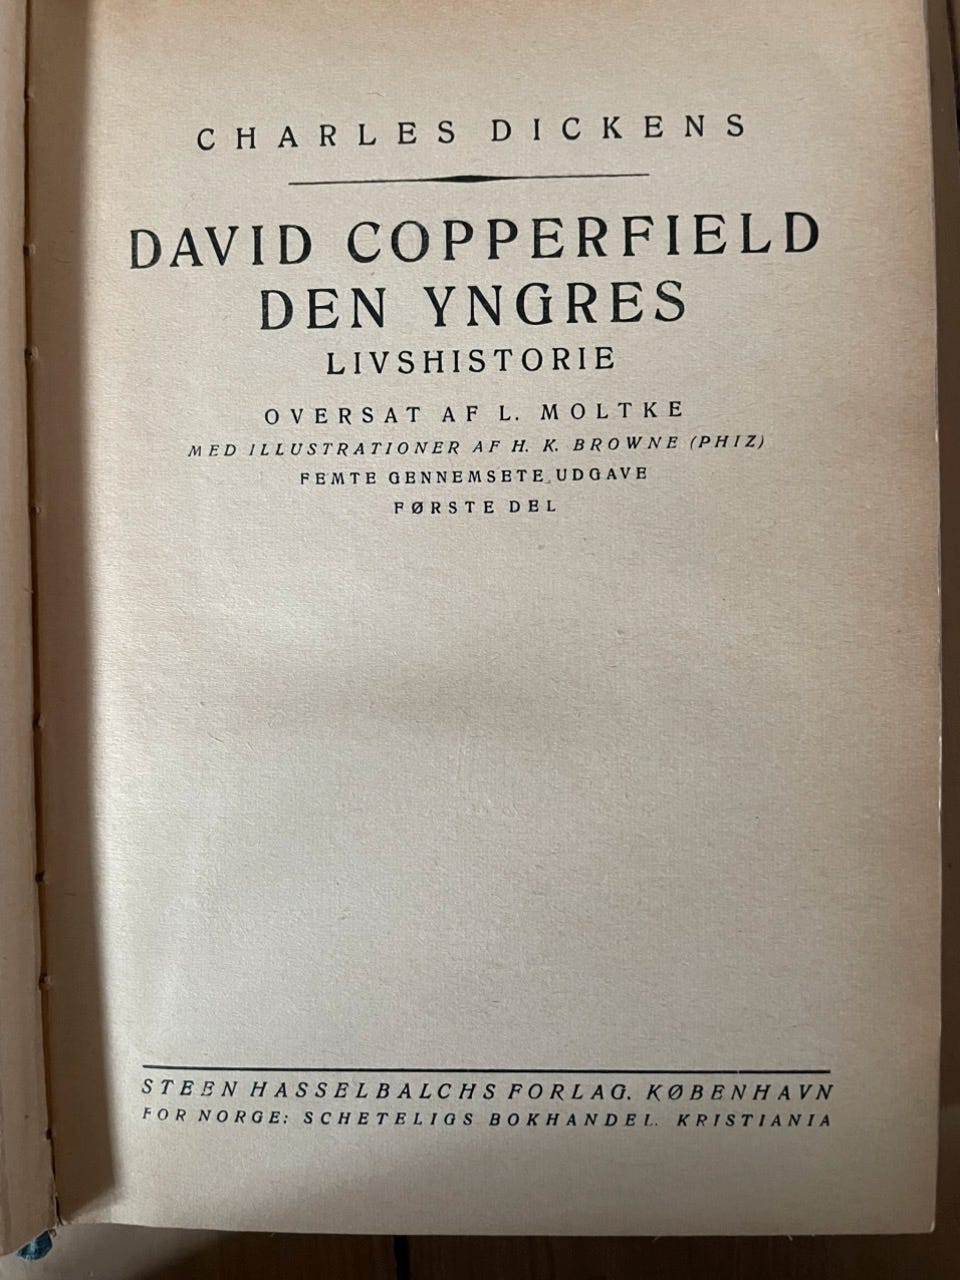 CHARLES DICKENS
DAVID COPPERFIELD
DEN YNGRES
LIVSHISTORIE
OVERSAT AF L. MOLTKE
MED ILLUSTRATIONER AF H. K. BROWNE (PHIZ)
FEMTE GENNEMSETE UDGAVE
FØRSTE DEL
STEEN HASSELBALCHS FORLAG. KØBENHAVN
FOR NORGE: SCHETELIGS BOKHANDEL. KRISTIANIA